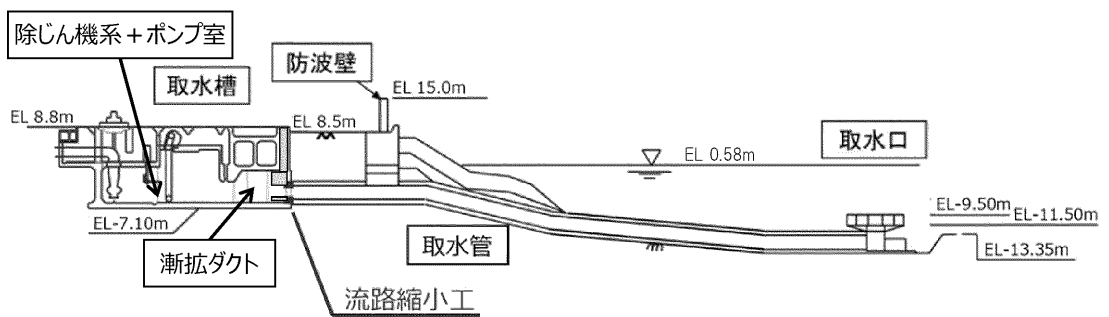 除じん機系+ポンプ室
取水槽
防波壁
EL 15.0m
EL 8.8m
EL 8.5m
取水口
EL 0.58m
EL-9.50m
EL-11.50m
EL-7.10m
取水管
EL-13.35m
漸拡ダクト
流路縮小工